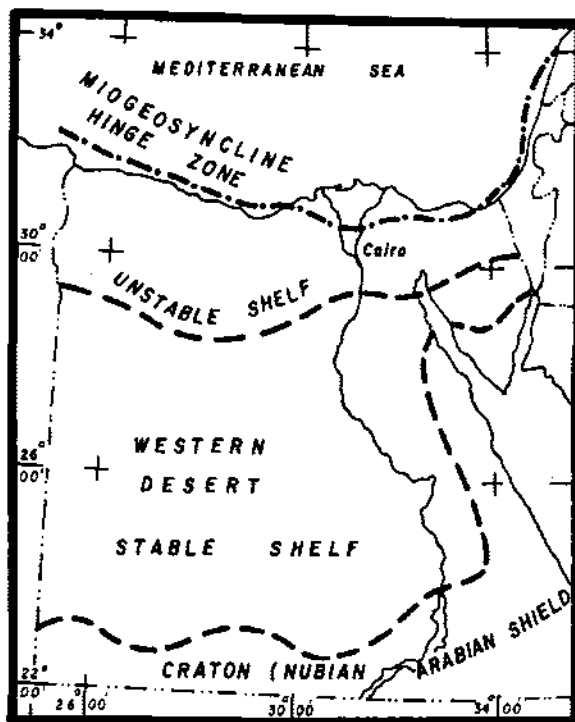 34°
MEDITERRANEAN SEA
MIOGEOSYNCLINE
HINGE ZONE
30°
00'
Cairo
UNSTABLE SHELF
26°
00'
WESTERN
DESERT
STABLE SHELF
ARABIAN SHIELD
CRATON (NUBIAN
22°
00'
26°00
30°00
34°00